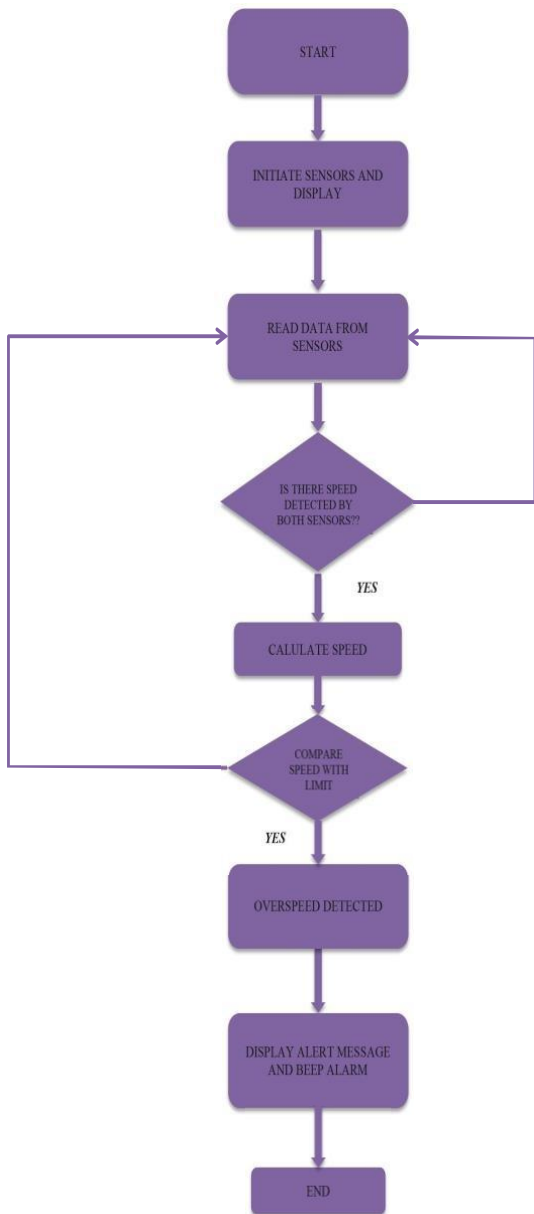 START
INITIATE SENSORS AND
DISPLAY
READ DATA FROM
SENSORS
IS THERE SPEED
DETECTED BY
BOTH SENSORS??
YES
CALULATE SPEED
COMPARE
SPEED WITH
LIMIT
YES
OVERSPEED DETECTED
DISPLAY ALERT MESSAGE
AND BEEP ALARM
END